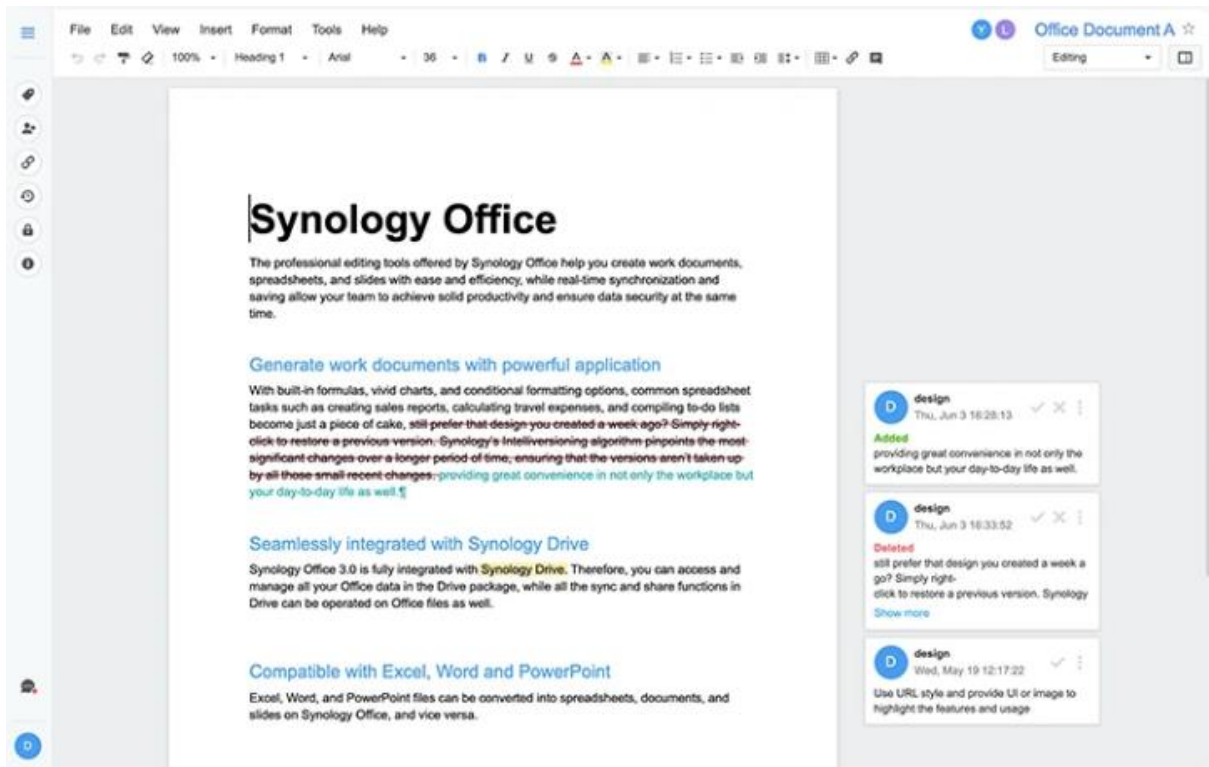 File Edit View Insert Format Tools Help
Y L Office Document A
100% Heading 1 Arial 36 B I U S A A Editing
Synology Office
The professional editing tools offered by Synology Office help you create work documents,
spreadsheets, and slides with ease and efficiency, while real-time synchronization and
saving allow your team to achieve solid productivity and ensure data security at the same
time.
Generate work documents with powerful application
With built-in formulas, vivid charts, and conditional formatting options, common spreadsheet
tasks such as creating sales reports, calculating travel expenses, and compiling to-do lists
become just a piece of cake, still prefer that design you created a week ago? Simply right-
click to restore a previous version. Synology's Intelliversioning algorithm pinpoints the most
significant changes over a longer period of time, ensuring that the versions aren't taken up
by all those small recent changes. providing great convenience in not only the workplace but
your day-to-day life as well.¶
Seamlessly integrated with Synology Drive
Synology Office 3.0 is fully integrated with Synology Drive. Therefore, you can access and
manage all your Office data in the Drive package, while all the sync and share functions in
Drive can be operated on Office files as well.
Compatible with Excel, Word and PowerPoint
Excel, Word, and PowerPoint files can be converted into spreadsheets, documents, and
slides on Synology Office, and vice versa.
D design
Thu, Jun 3 16:28:13
Added
providing great convenience in not only the
workplace but your day-to-day life as well.
D design
Thu, Jun 3 16:33:52
Deleted
still prefer that design you created a week a
go? Simply right-
click to restore a previous version. Synology
Show more
D design
Wed, May 19 12:17:22
Use URL style and provide UI or image to
highlight the features and usage
D